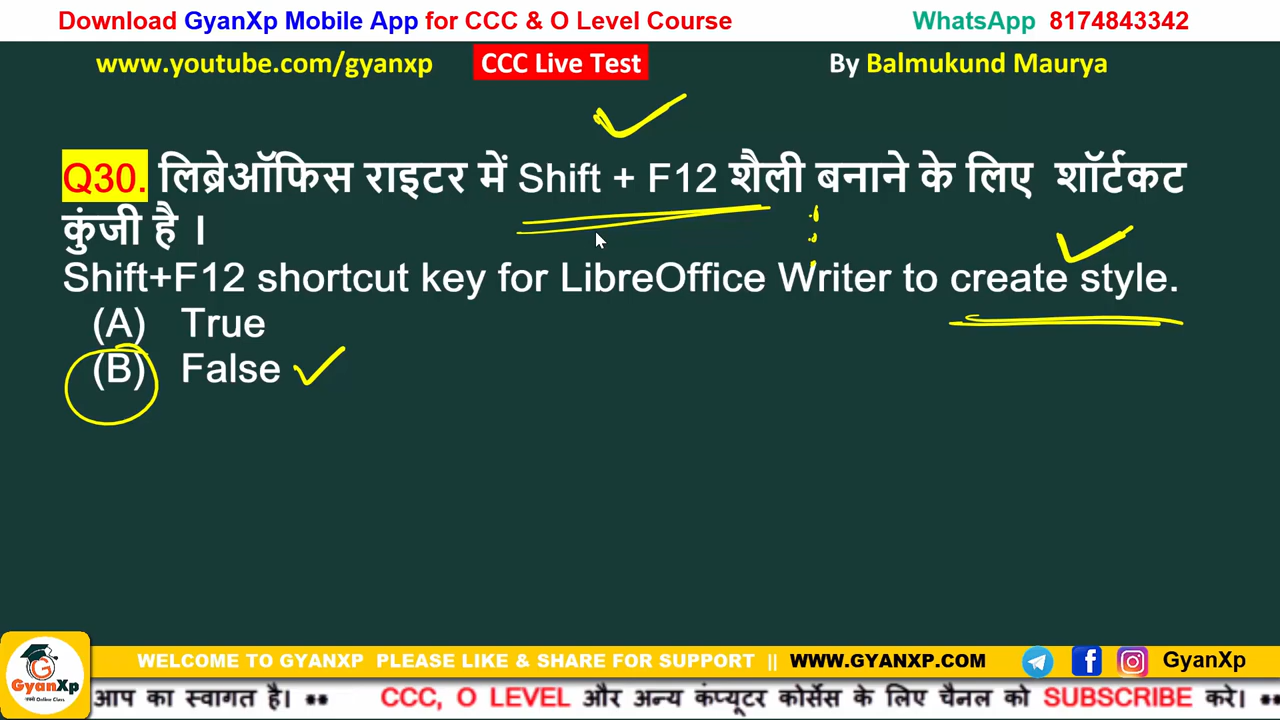 Download GyanXp Mobile App for CCC & O Level Course WhatsApp 8174843342
www.youtube.com/gyanxp CCC Live Test By Balmukund Maurya
Q30. लिब्रेऑफिस राइटर में Shift + F12 शैली बनाने के लिए शॉर्टकट
कुंजी है ।
Shift+F12 shortcut key for LibreOffice Writer to create style.
(A) True
(B) False
WELCOME TO GYANXP PLEASE LIKE & SHARE FOR SUPPORT || WWW.GYANXP.COM GyanXp
GyanXp
आप का स्वागत है। •• CCC, O LEVEL और अन्य कंप्यूटर कोर्सेस के लिए चैनल को SUBSCRIBE करे। ••